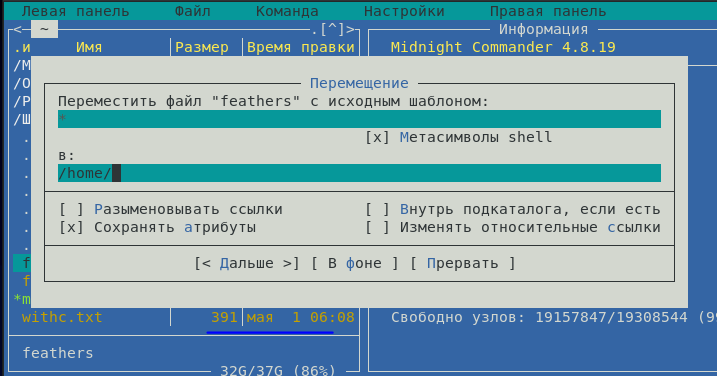 Левая панель Файл Команда Настройки Правая панель
<- ~ .[^]> Информация
.и Имя Размер Время правки Midnight Commander 4.8.19
/М
/О Перемещение
/Р Переместить файл "feathers" с исходным шаблоном:
/Ш *
. [x] Метасимволы shell
. в:
. /home/
.
. [ ] Разыменовывать ссылки [ ] Внутрь подкаталога, если есть
. [x] Сохранять атрибуты [ ] Изменять относительные ссылки
.
f [< Дальше >] [ В фоне ] [ Прервать ]
f
*m
withc.txt 391 мая 1 06:08 Свободно узлов: 19157847/19308544 (99
feathers
32G/37G (86%)